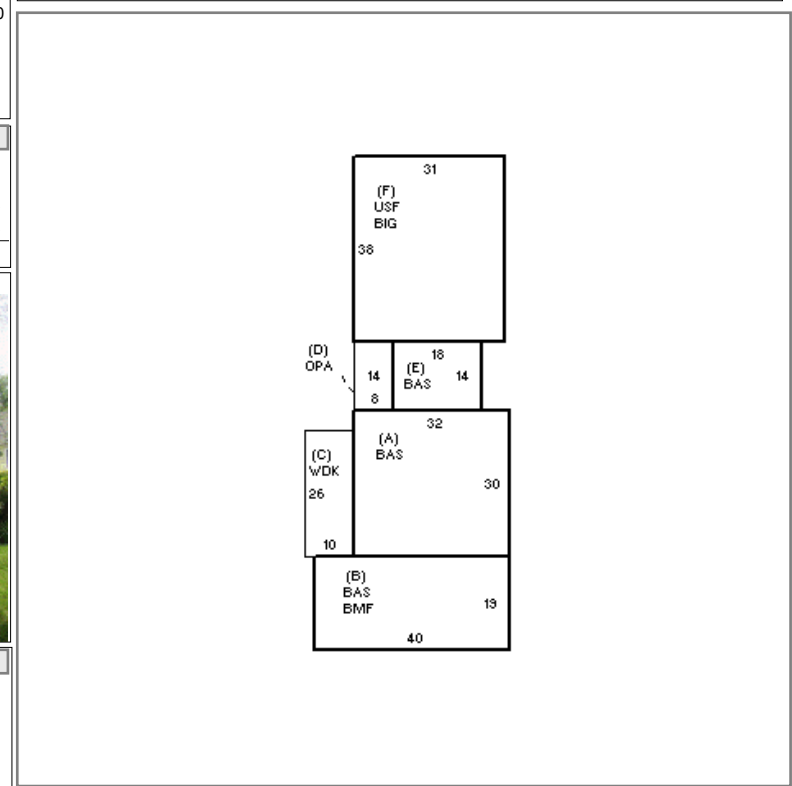 31
(F)
USF
BIG
38
(D)
OPA
14
8
18
(E)
BAS
14
32
(A)
BAS
30
(C)
WDK
26
10
(B)
BAS
BMF
19
40